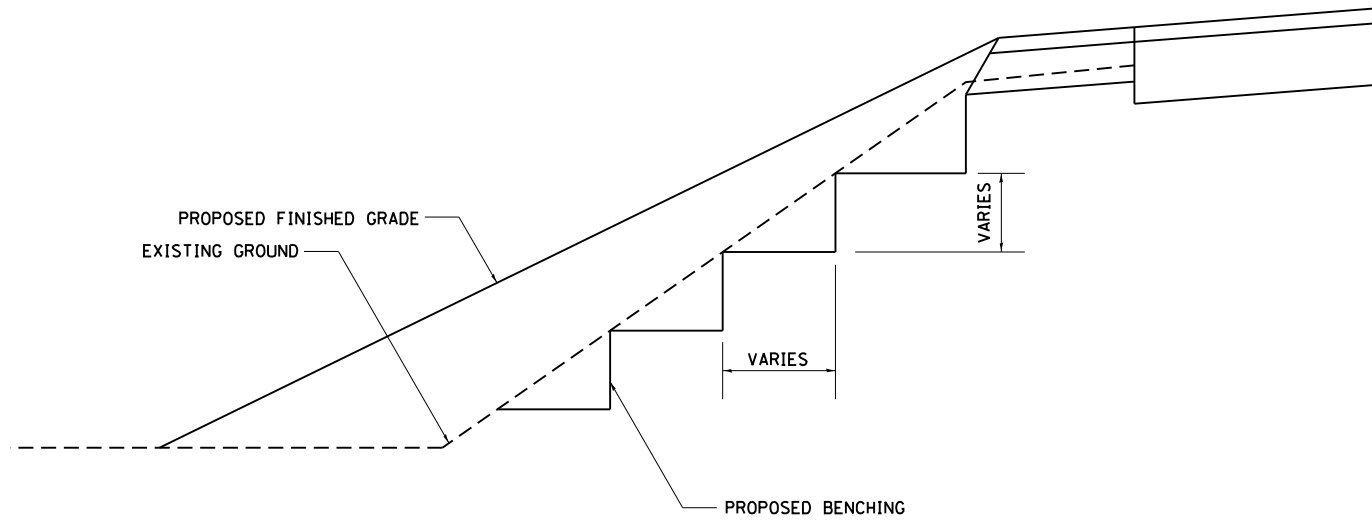 PROPOSED FINISHED GRADE
EXISTING GROUND
VARIES
VARIES
PROPOSED BENCHING